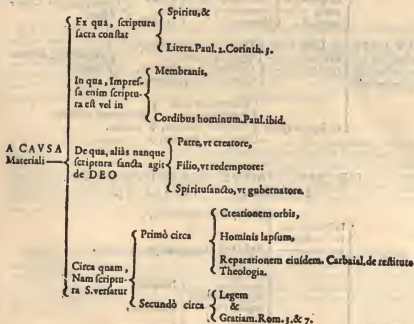 Ex qua, ſcriptura
ſacra conſtat
Spiritu, &
Litera. Paul. 2. Corinth. 3.
In qua, Impreſ-
ſa enim ſcriptu-
ra eſt vel in
Membranis,
Cordibus hominum. Paul. ibid.
A CAVSA
Materiali
De qua, aliàs nanque
ſcriptura ſancta agit
de DEO
Patre, vt creatore,
Filio, vt redemptore:
Spirituſancto, vt gubernatore.
Circa quam,
Nam ſcriptu-
ra S. verſatur
Primò circa
Creationem orbis,
Hominis lapſum,
Reparationem eiuſdem. Carbaial. de reſtituta
Theologia.
Secundò circa
Legem
&
Gratiam. Rom. 3. & 7.